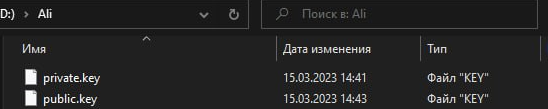 D:) > Ali Поиск в: Ali
Имя Дата изменения Тип
private.key 15.03.2023 14:41 Файл "KEY"
public.key 15.03.2023 14:43 Файл "KEY"